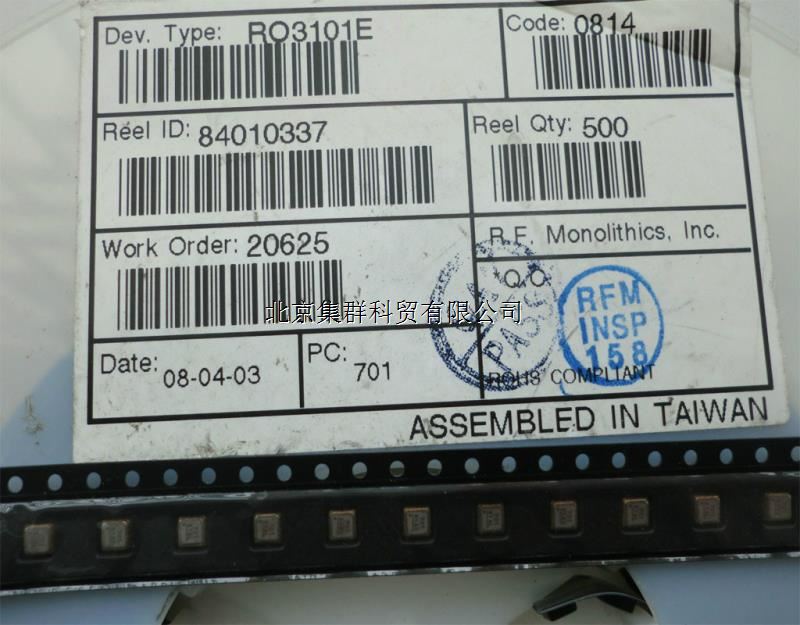 Dev. Type: RO3101E
Code: 0814
Reel ID: 84010337
Reel Qty: 500
Work Order: 20625
R.F. Monolithics, Inc.
Q.C.
PASS
RFM
INSP
158
北京集群科贸有限公司
Date: 08-04-03
PC: 701
ROHS COMPLIANT
ASSEMBLED IN TAIWAN